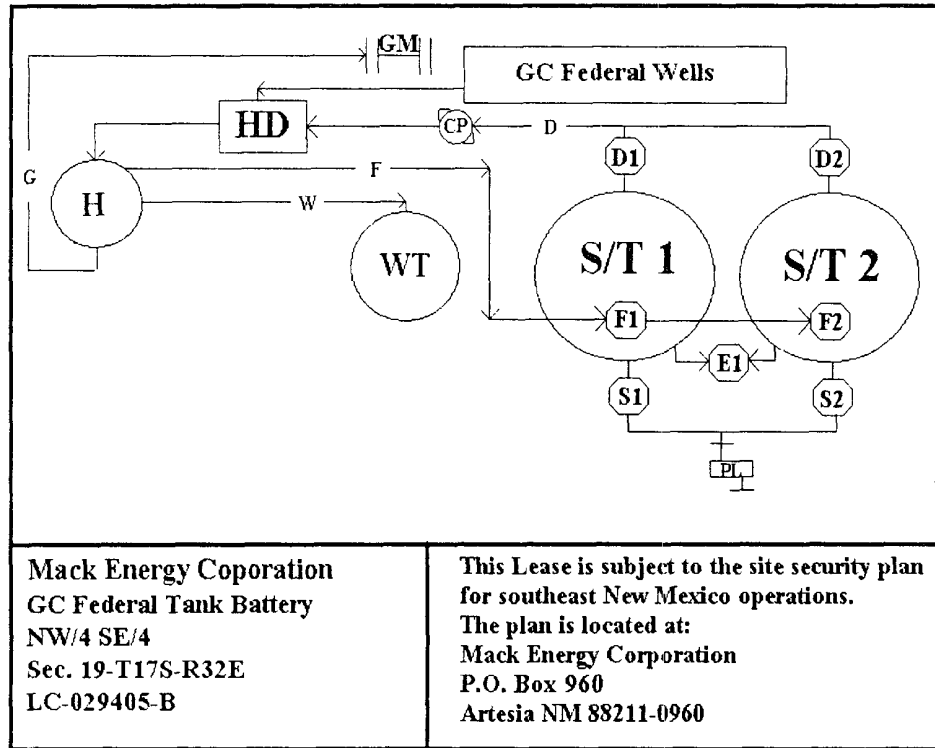 GM
GC Federal Wells
HD
CP
D
D1
D2
G
F
H
W
WT
S/T 1
S/T 2
F1
F2
E1
S1
S2
PL
Mack Energy Coporation
GC Federal Tank Battery
NW/4 SE/4
Sec. 19-T17S-R32E
LC-029405-B
This Lease is subject to the site security plan
for southeast New Mexico operations.
The plan is located at:
Mack Energy Corporation
P.O. Box 960
Artesia NM 88211-0960